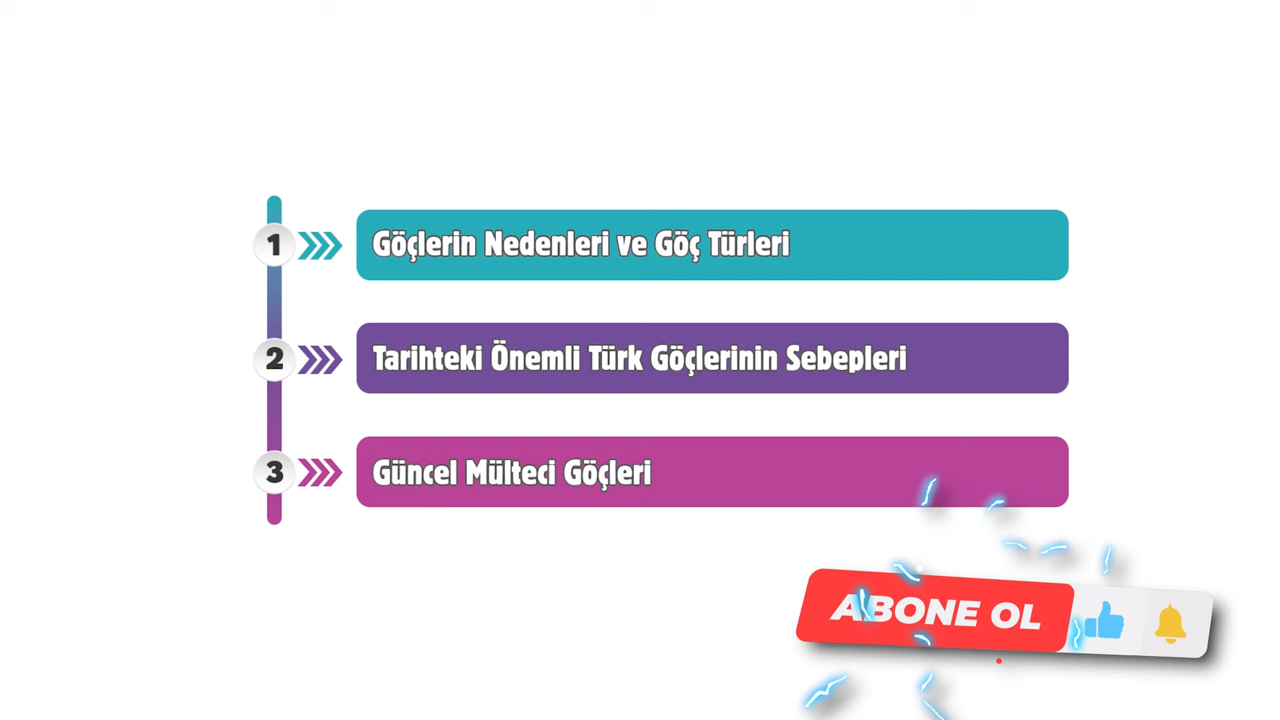 1 Göçlerin Nedenleri ve Göç Türleri
2 Tarihteki Önemli Türk Göçlerinin Sebepleri
3 Güncel Mülteci Göçleri
ABONE OL